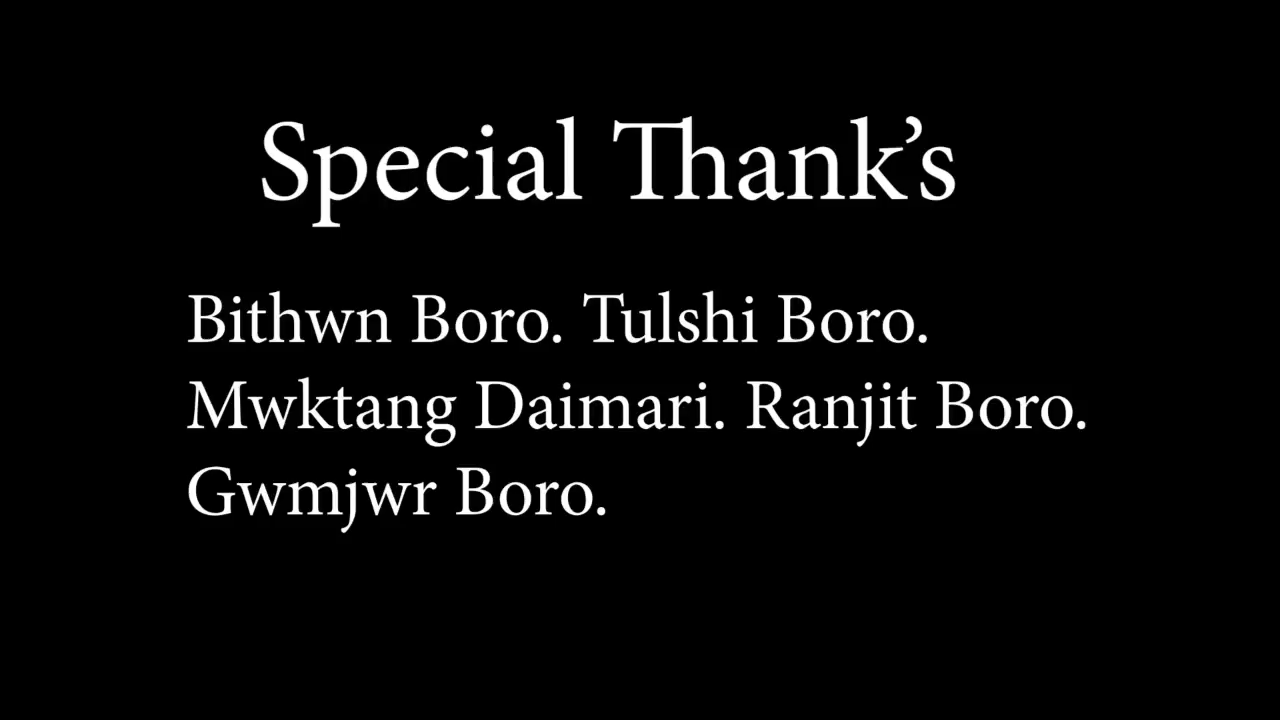 Special Thank’s
Bithwn Boro. Tulshi Boro.
Mwktang Daimari. Ranjit Boro.
Gwmjwr Boro.